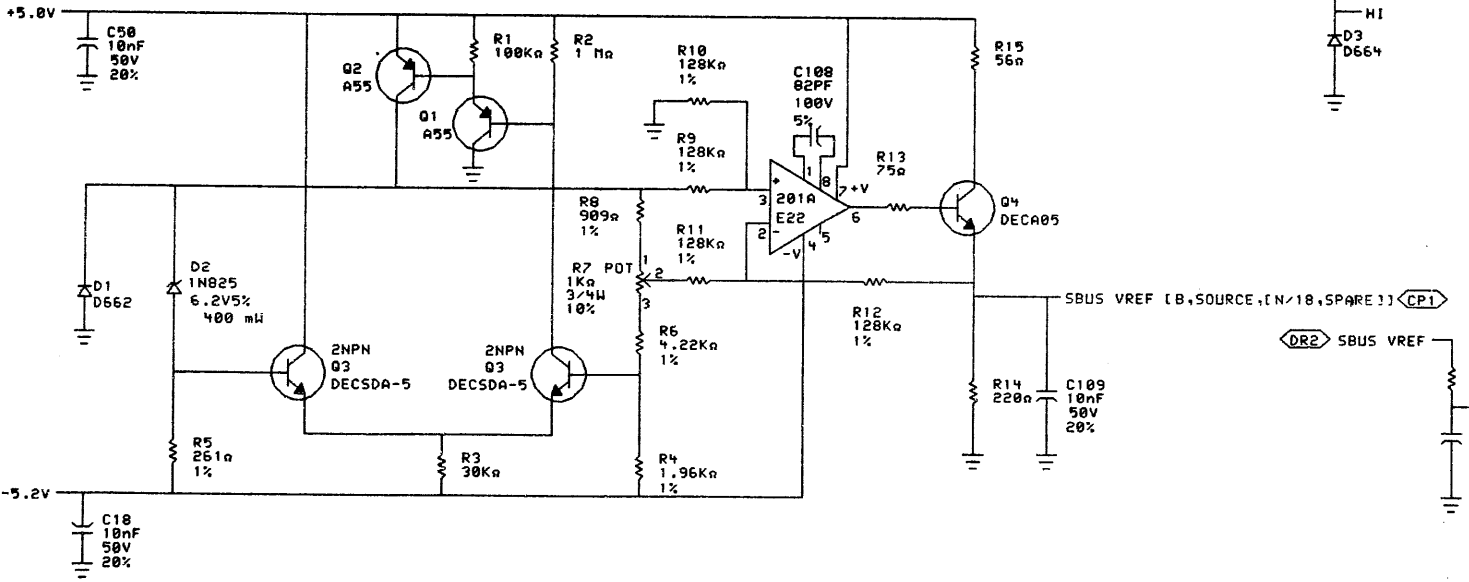 +5.0V
C50
10nF
50V
20%
Q2
A55
R1
100KΩ
R2
1 MΩ
Q1
A55
R10
128KΩ
1%
R9
128KΩ
1%
C108
82PF
100V
5%
R15
56Ω
HI
D3
D664
R13
75Ω
1
8
7
+V
+
3
201A
E22
6
2
-
5
4
-V
Q4
DECA05
R8
909Ω
1%
R11
128KΩ
1%
D1
D662
D2
1N825
6.2V5%
400 mW
R7 POT
1KΩ
3/4W
10%
1
2
3
R12
128KΩ
1%
SBUS VREF [B,SOURCE,[N/18,SPARE]] CP1
DR2 SBUS VREF
2NPN
Q3
DECSDA-5
2NPN
Q3
DECSDA-5
R6
4.22KΩ
1%
R14
220Ω
C109
10nF
50V
20%
R5
261Ω
1%
R3
30KΩ
R4
1.96KΩ
1%
-5.2V
C18
10nF
50V
20%